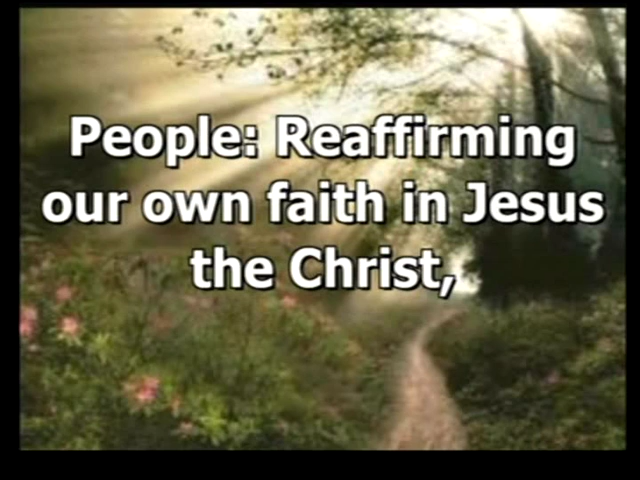 People: Reaffirming
our own faith in Jesus
the Christ,